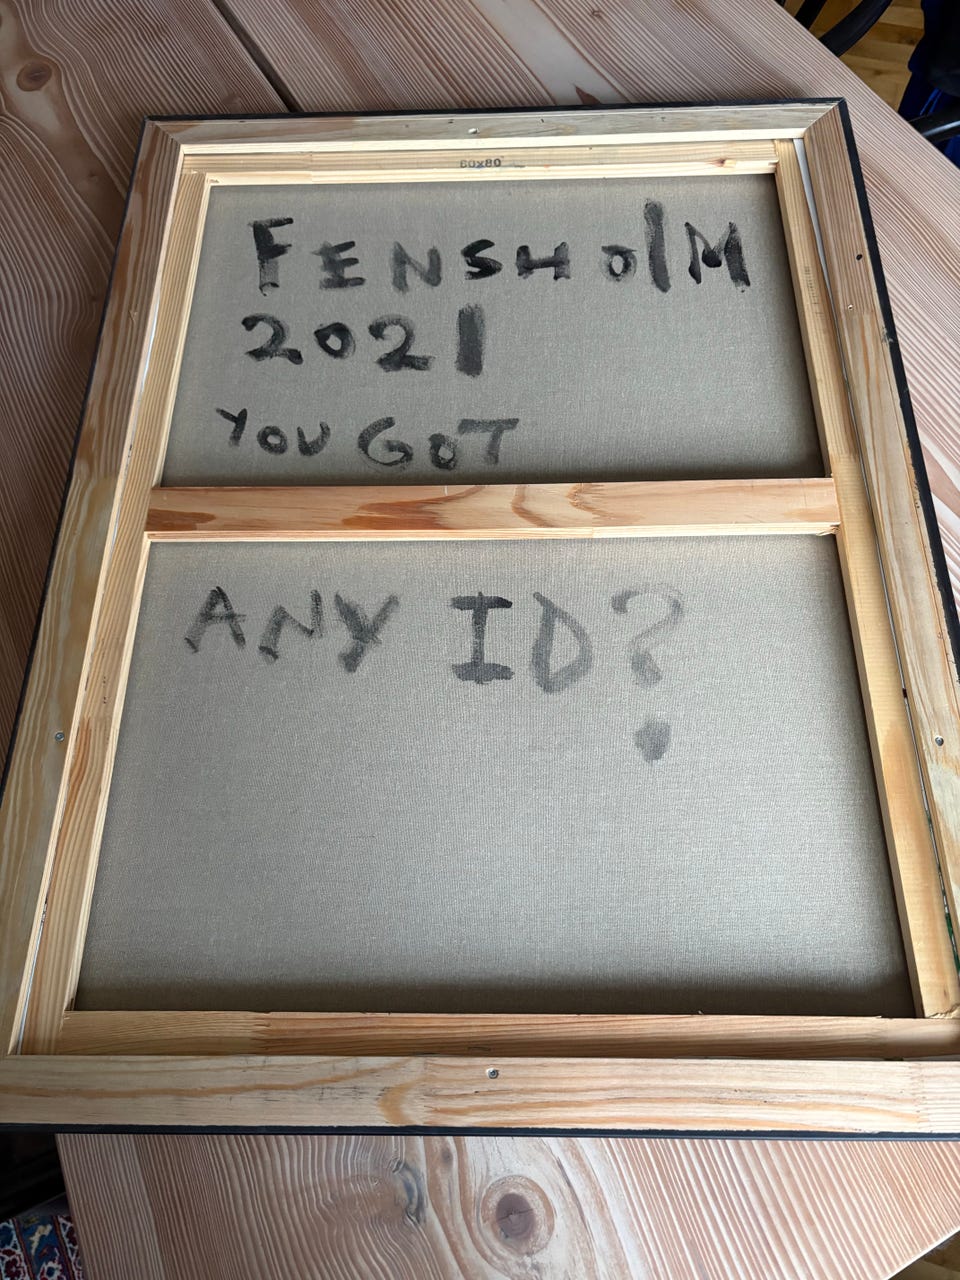 60x80
FENSHOlM
2021
YOU GOT
ANY ID?